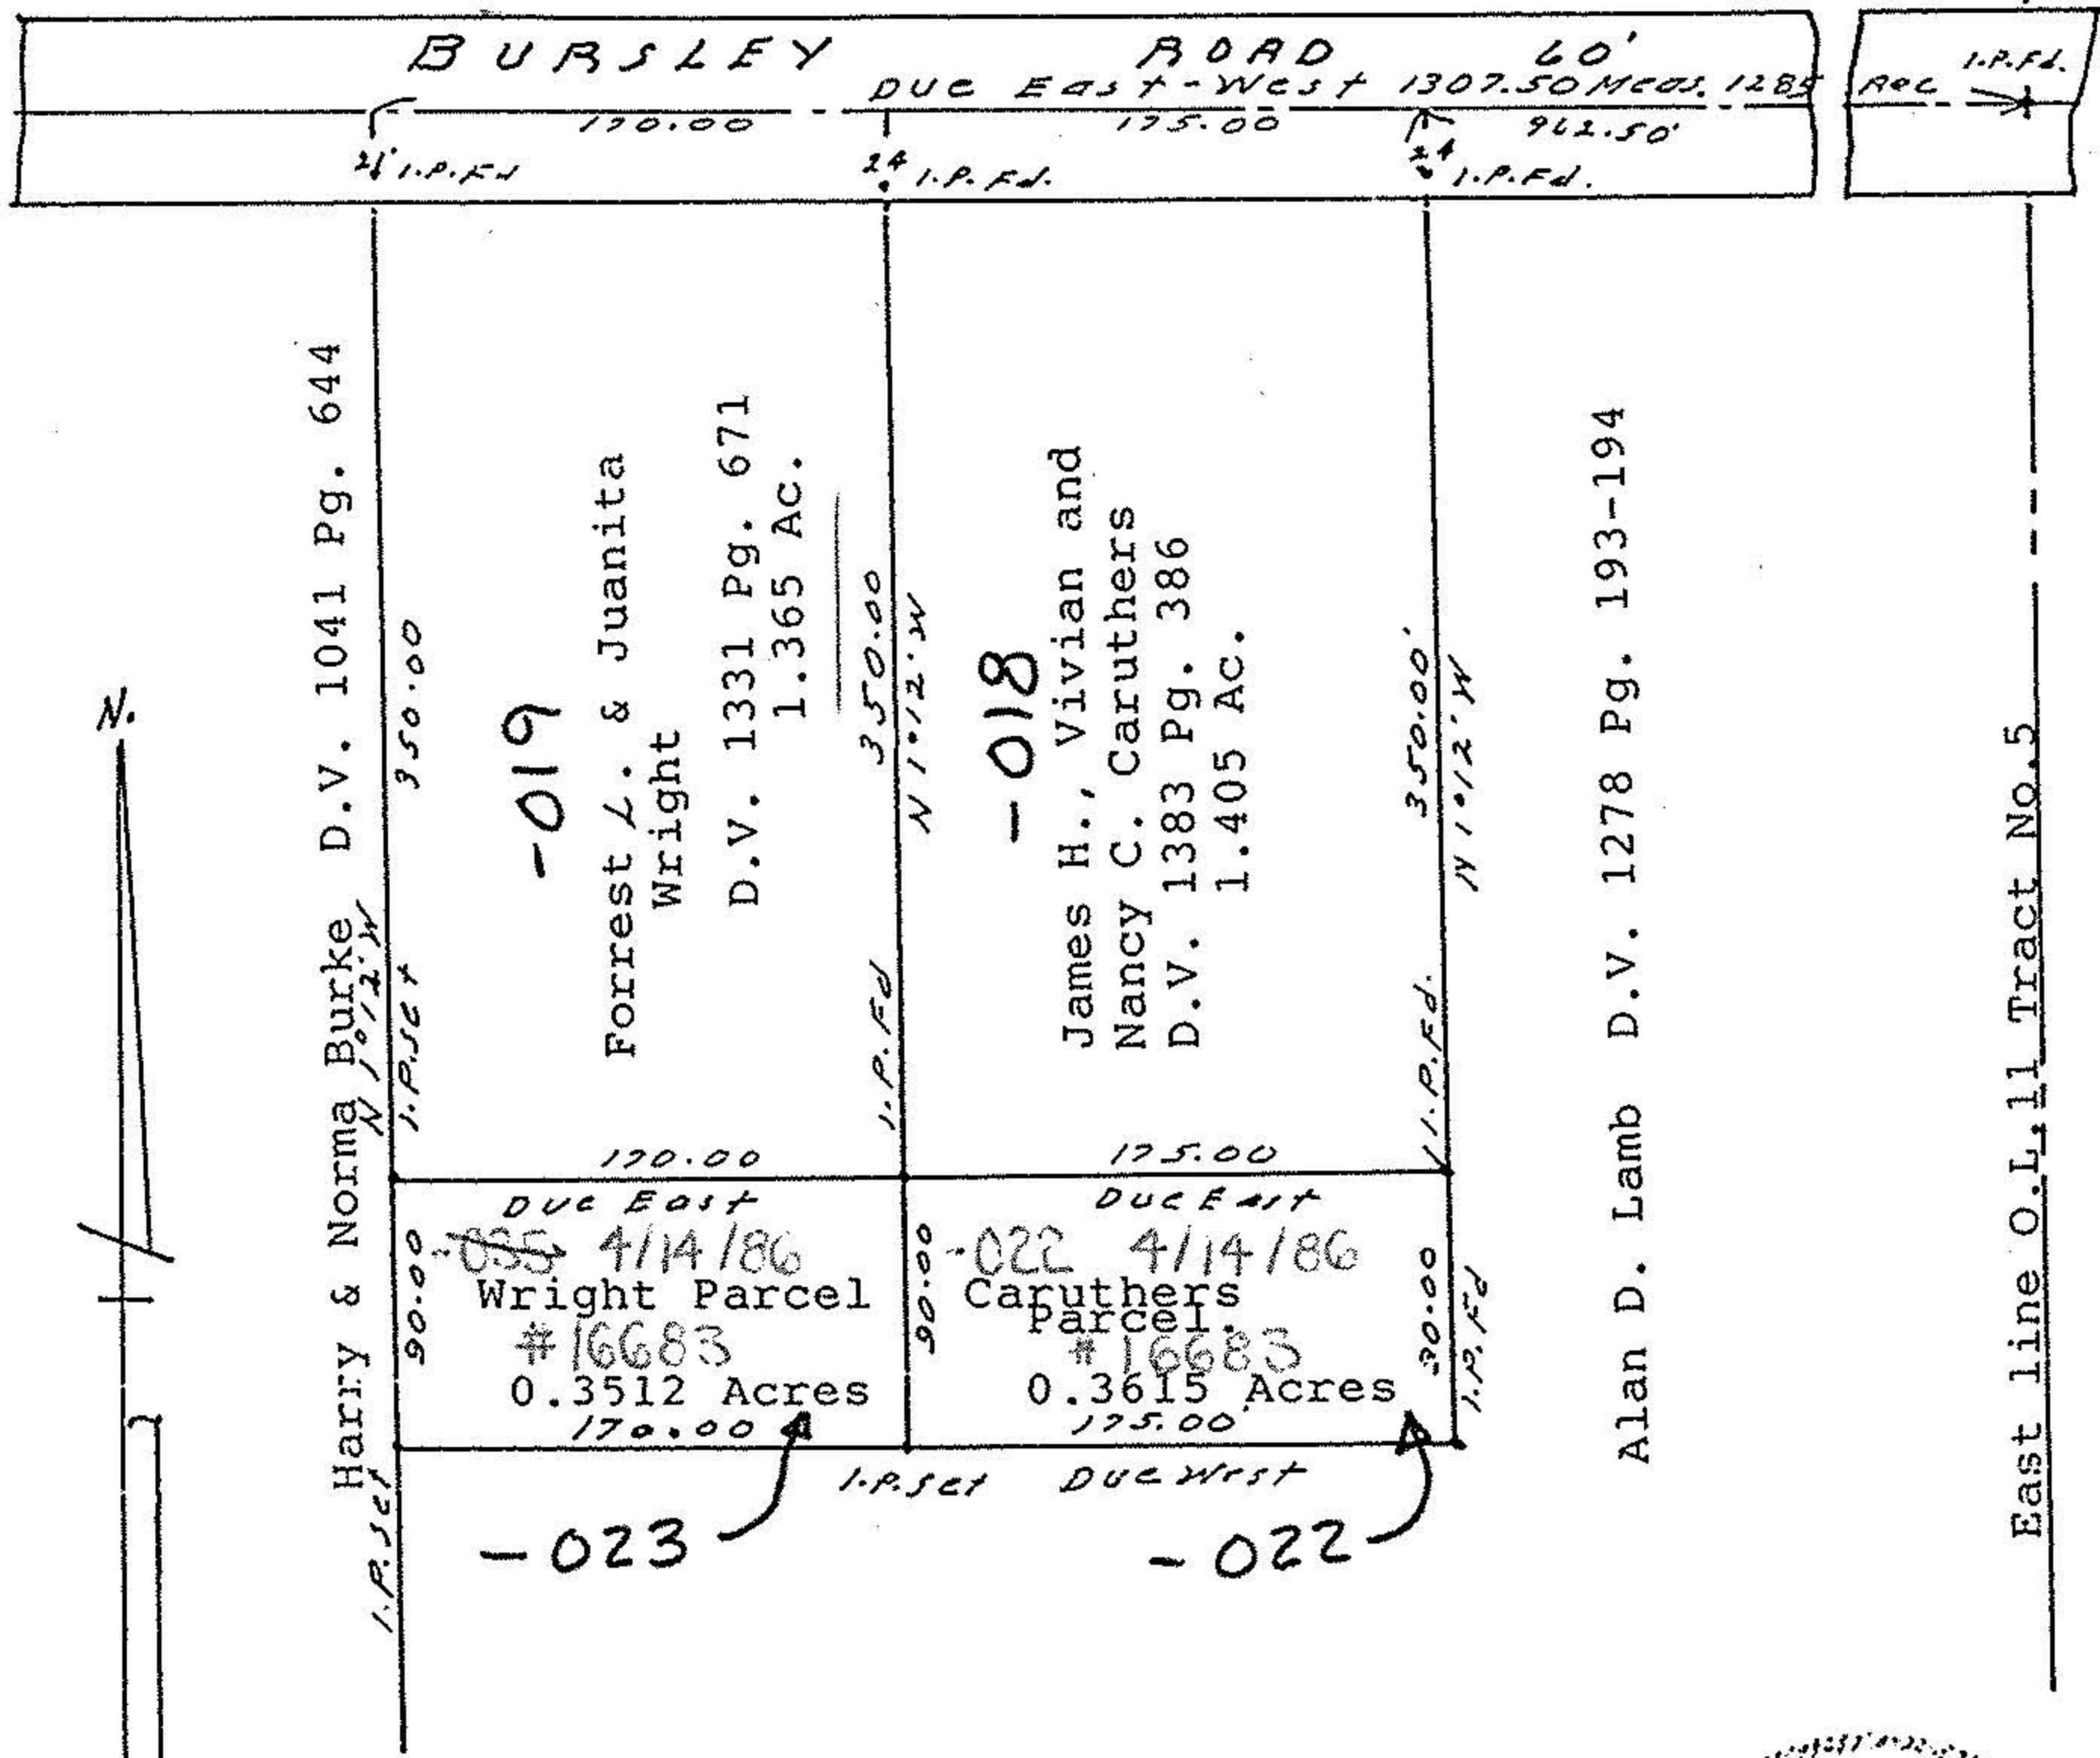 BURSLEY ROAD 60'
Due East-West 1307.50 Meas. 1285 Rec
I.P.Fd.
170.00
175.00
962.50'
21' I.P.Fd
24 I.P.Fd.
24 I.P.Fd.
N.
Harry & Norma Burke D.V. 1041 Pg. 644
N 1°12'W
350.00
I.P.Set
-019
Forrest L. & Juanita
Wright
D.V. 1331 Pg. 671
1.365 Ac.
350.00
N 1°12'W
I.P.Fd
-018
James H., Vivian and
Nancy C. Caruthers
D.V. 1383 Pg. 386
1.405 Ac.
350.00'
N 1°12'W
I.P.Fd.
Alan D. Lamb D.V. 1278 Pg. 193-194
East line O.L.11 Tract No.5
170.00
Due East
175.00
Due East
-035 4/14/86
Wright Parcel
#16683
0.3512 Acres
170.00
90.00
-022 4/14/86
Caruthers
Parcel.
#16683
0.3615 Acres
175.00'
90.00
90.00
I.P.Fd
I.P.Set
I.P.Set
Due West
-023
-022